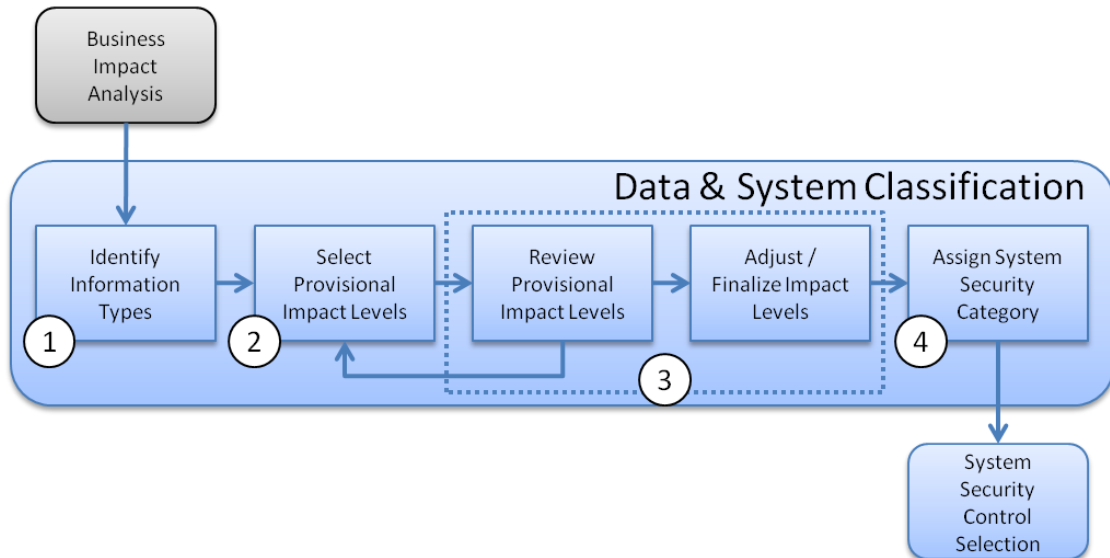 Business
Impact
Analysis
Data & System Classification
Identify
Information
Types
1
Select
Provisional
Impact Levels
2
Review
Provisional
Impact Levels
Adjust /
Finalize Impact
Levels
3
Assign System
Security
Category
4
System
Security
Control
Selection